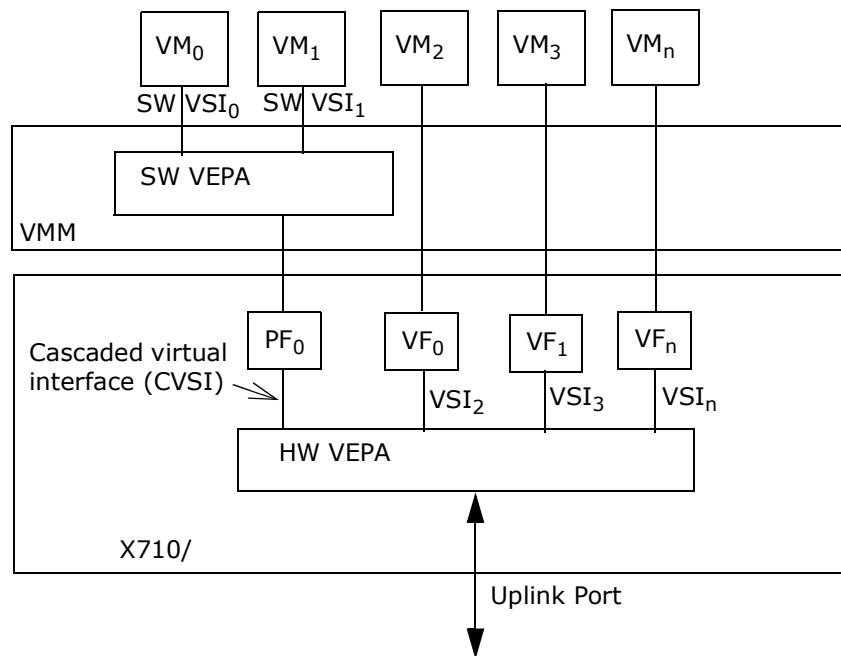 VM0 VM1 VM2 VM3 VMn
SW VSI0 SW VSI1
SW VEPA
VMM
PF0 VF0 VF1 VFn
Cascaded virtual
interface (CVSI)
VSI2 VSI3 VSIn
HW VEPA
X710/
Uplink Port